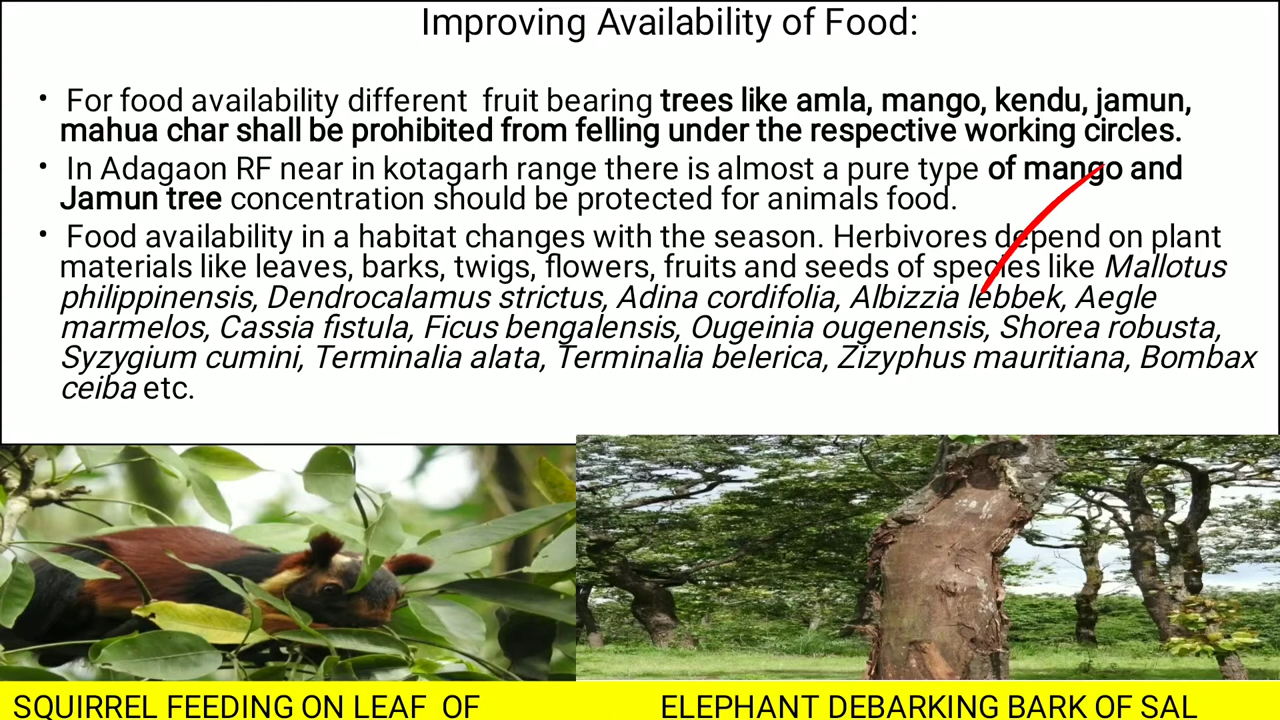 Improving Availability of Food:
• For food availability different fruit bearing trees like amla, mango, kendu, jamun,
mahua char shall be prohibited from felling under the respective working circles.
• In Adagaon RF near in kotagarh range there is almost a pure type of mango and
Jamun tree concentration should be protected for animals food.
• Food availability in a habitat changes with the season. Herbivores depend on plant
materials like leaves, barks, twigs, flowers, fruits and seeds of species like Mallotus
philippinensis, Dendrocalamus strictus, Adina cordifolia, Albizzia lebbek, Aegle
marmelos, Cassia fistula, Ficus bengalensis, Ougeinia ougenensis, Shorea robusta,
Syzygium cumini, Terminalia alata, Terminalia belerica, Zizyphus mauritiana, Bombax
ceiba etc.
SQUIRREL FEEDING ON LEAF OF
ELEPHANT DEBARKING BARK OF SAL